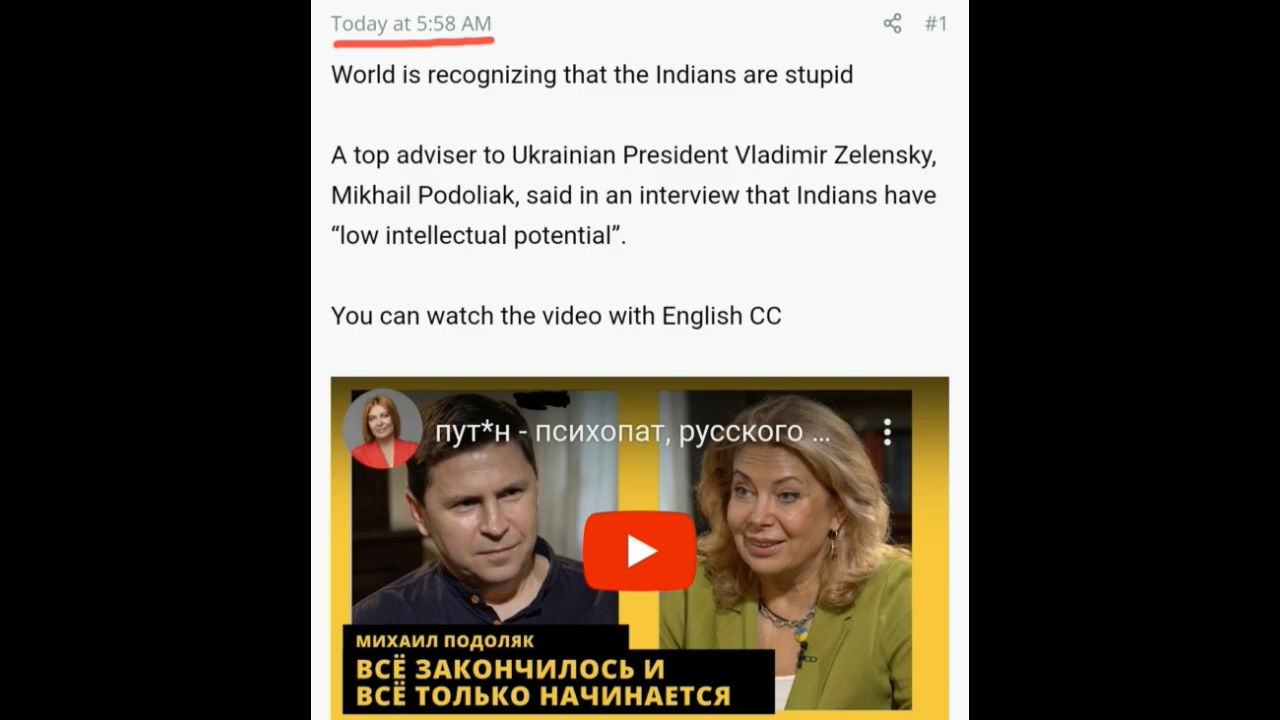 Today at 5:58 AM
#1
World is recognizing that the Indians are stupid
A top adviser to Ukrainian President Vladimir Zelensky,
Mikhail Podoliak, said in an interview that Indians have
“low intellectual potential”.
You can watch the video with English CC
пут*н - психопат, русского ...
МИХАИЛ ПОДОЛЯК
ВСЁ ЗАКОНЧИЛОСЬ И
ВСЁ ТОЛЬКО НАЧИНАЕТСЯ